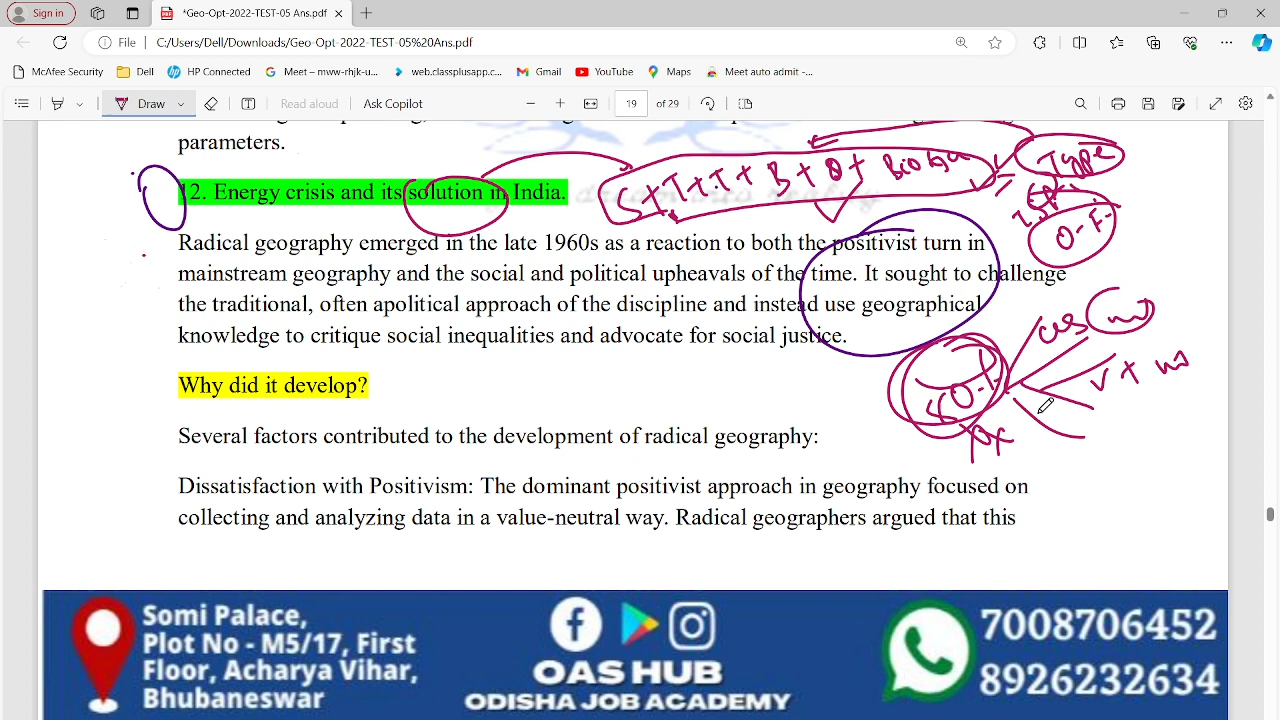 Sign in
*Geo-Opt-2022-TEST-05 Ans.pdf
File
C:/Users/Dell/Downloads/Geo-Opt-2022-TEST-05%20Ans.pdf
McAfee Security
Dell
HP Connected
Meet – mvw-rhjk-u...
web.classplusapp.c...
Gmail
YouTube
Maps
Meet auto admit -...
Draw
Read aloud
Ask Copilot
19 of 29
parameters.
Type
12. Energy crisis and its solution in India.
Radical geography emerged in the late 1960s as a reaction to both the positivist turn in
mainstream geography and the social and political upheavals of the time. It sought to challenge
the traditional, often apolitical approach of the discipline and instead use geographical
knowledge to critique social inequalities and advocate for social justice.
Why did it develop?
Several factors contributed to the development of radical geography:
Dissatisfaction with Positivism: The dominant positivist approach in geography focused on
collecting and analyzing data in a value-neutral way. Radical geographers argued that this
Somi Palace,
Plot No - M5/17, First
Floor, Acharya Vihar,
Bhubaneswar
OAS HUB
ODISHA JOB ACADEMY
7008706452
8926232634